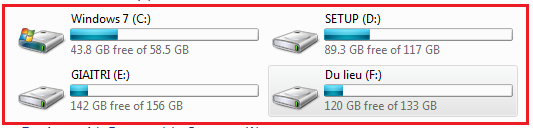 Windows 7 (C:)
43.8 GB free of 58.5 GB
SETUP (D:)
89.3 GB free of 117 GB
GIAITRI (E:)
142 GB free of 156 GB
Du lieu (F:)
120 GB free of 133 GB